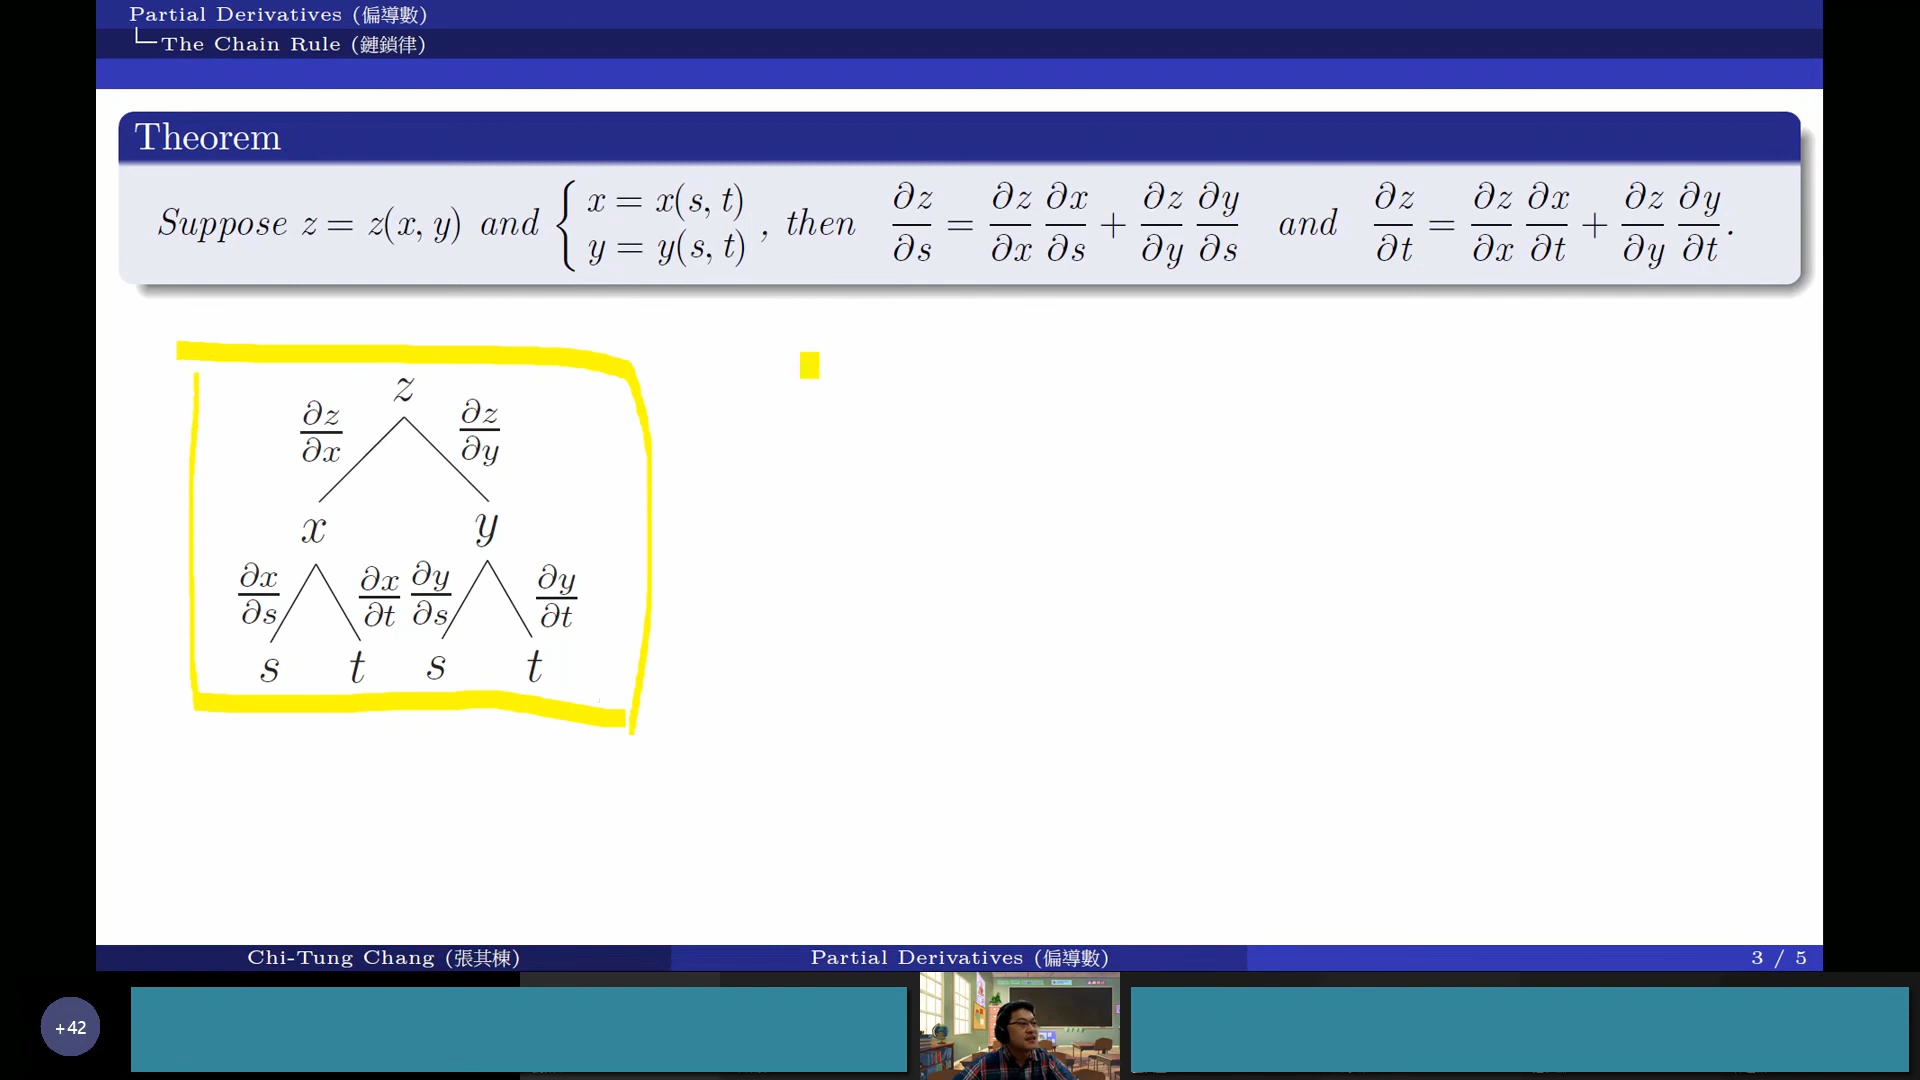 Partial Derivatives (偏導數)
The Chain Rule (鏈鎖律)
Theorem
Suppose z = z(x, y) and { x = x(s, t) y = y(s, t) , then ∂z/∂s = ∂z/∂x ∂x/∂s + ∂z/∂y ∂y/∂s and ∂z/∂t = ∂z/∂x ∂x/∂t + ∂z/∂y ∂y/∂t.
z
∂z/∂x ∂z/∂y
x y
∂x/∂s ∂x/∂t ∂y/∂s ∂y/∂t
s t s t
Chi-Tung Chang (張其棟) Partial Derivatives (偏導數) 3 / 5
+42